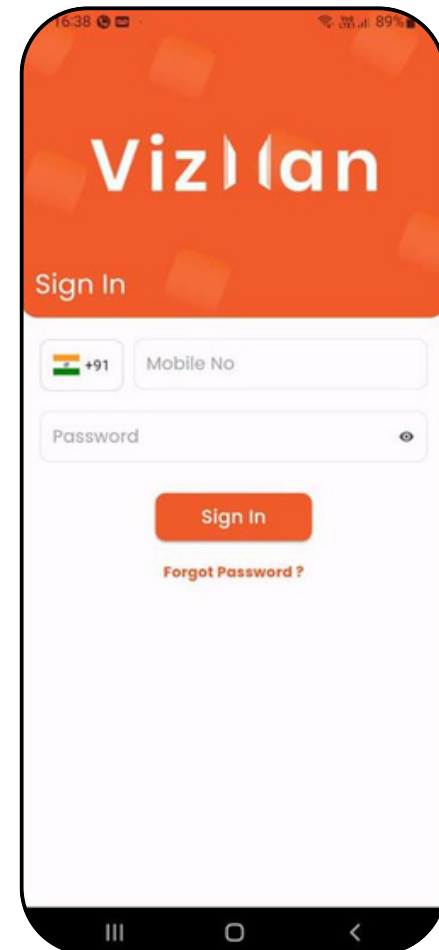 16:38 89%
VizMan
Sign In
+91 Mobile No
Password
Sign In
Forgot Password ?